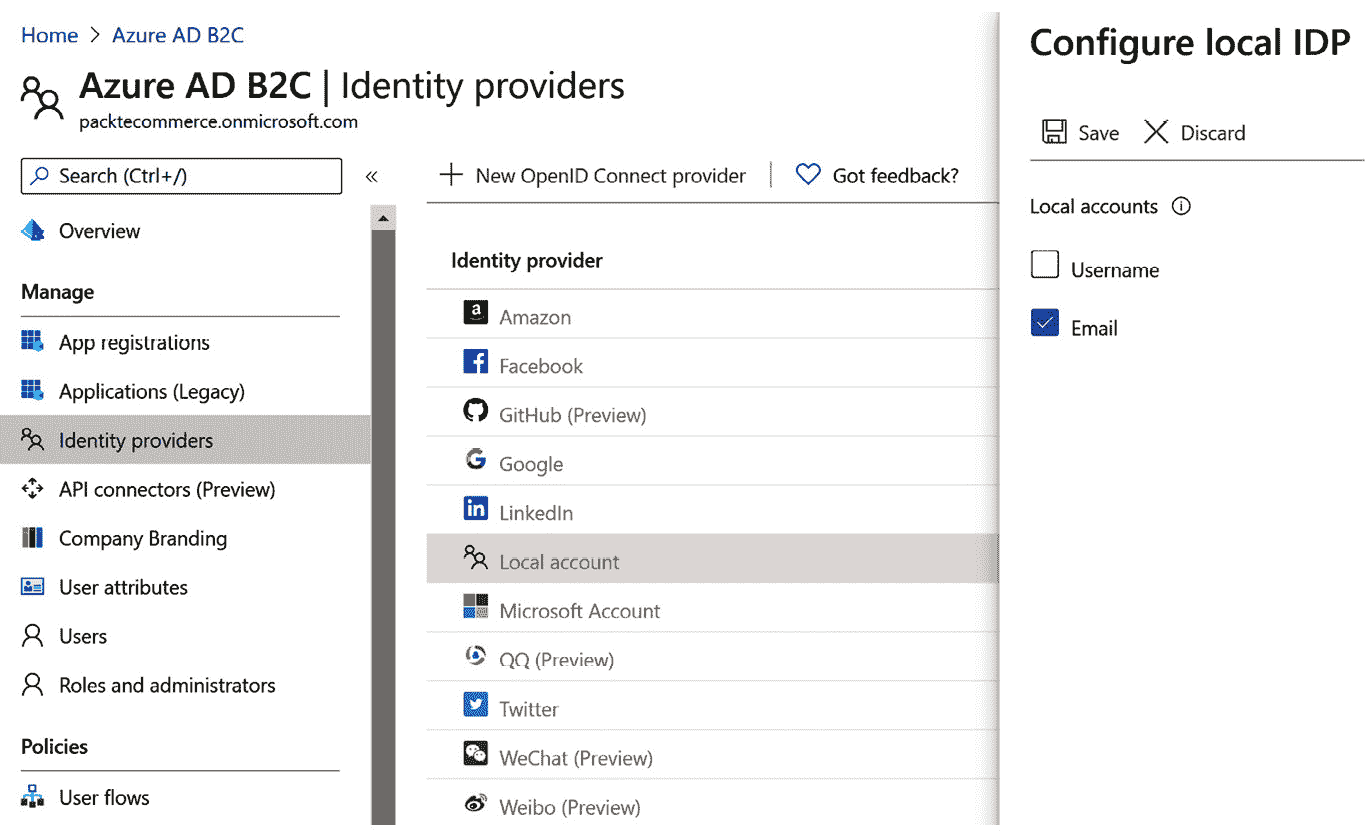 Home > Azure AD B2C
Azure AD B2C | Identity providers
packtecommerce.onmicrosoft.com
Search (Ctrl+/)
«
Overview
Manage
App registrations
Applications (Legacy)
Identity providers
API connectors (Preview)
Company Branding
User attributes
Users
Roles and administrators
Policies
User flows
New OpenID Connect provider
Got feedback?
Identity provider
Amazon
Facebook
GitHub (Preview)
Google
LinkedIn
Local account
Microsoft Account
QQ (Preview)
Twitter
WeChat (Preview)
Weibo (Preview)
Configure local IDP
Save
Discard
Local accounts
Username
Email